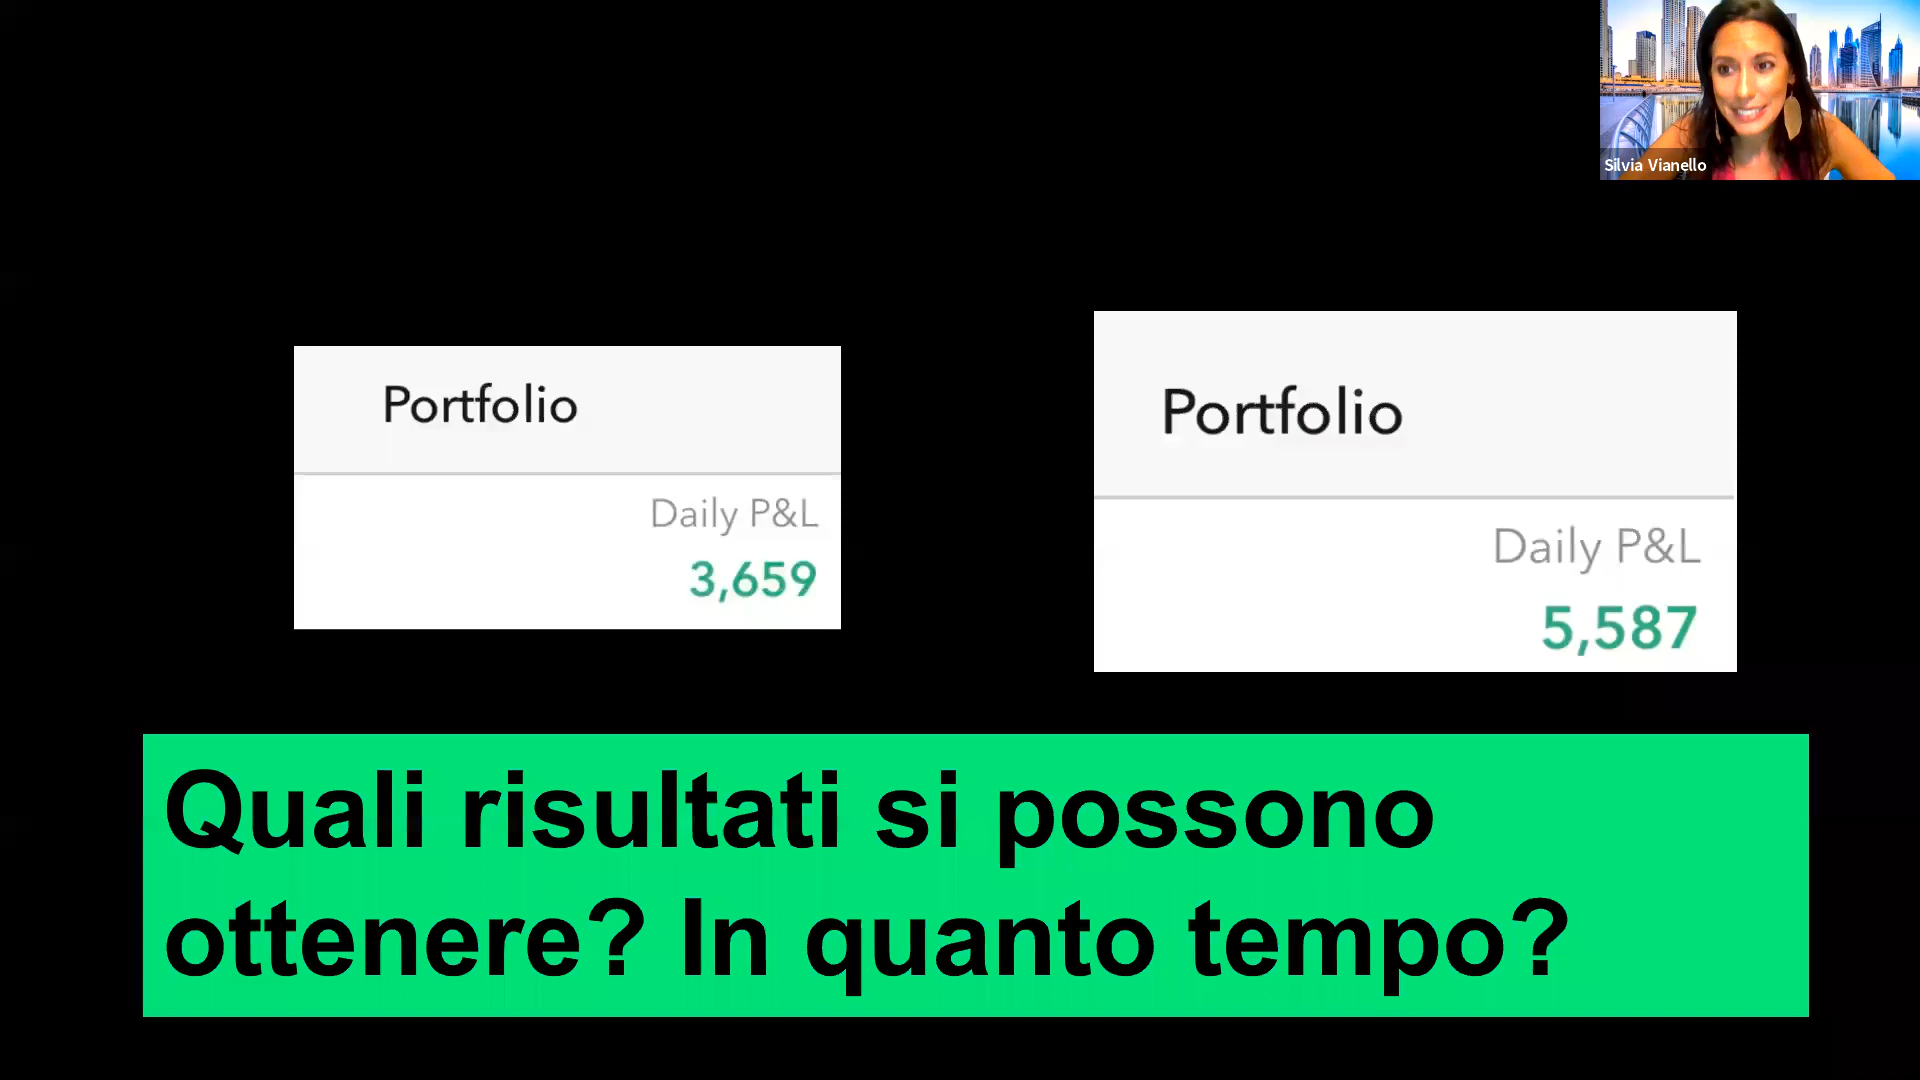 Silvia Vianello
Portfolio
Daily P&L
3,659
Portfolio
Daily P&L
5,587
Quali risultati si possono
ottenere? In quanto tempo?